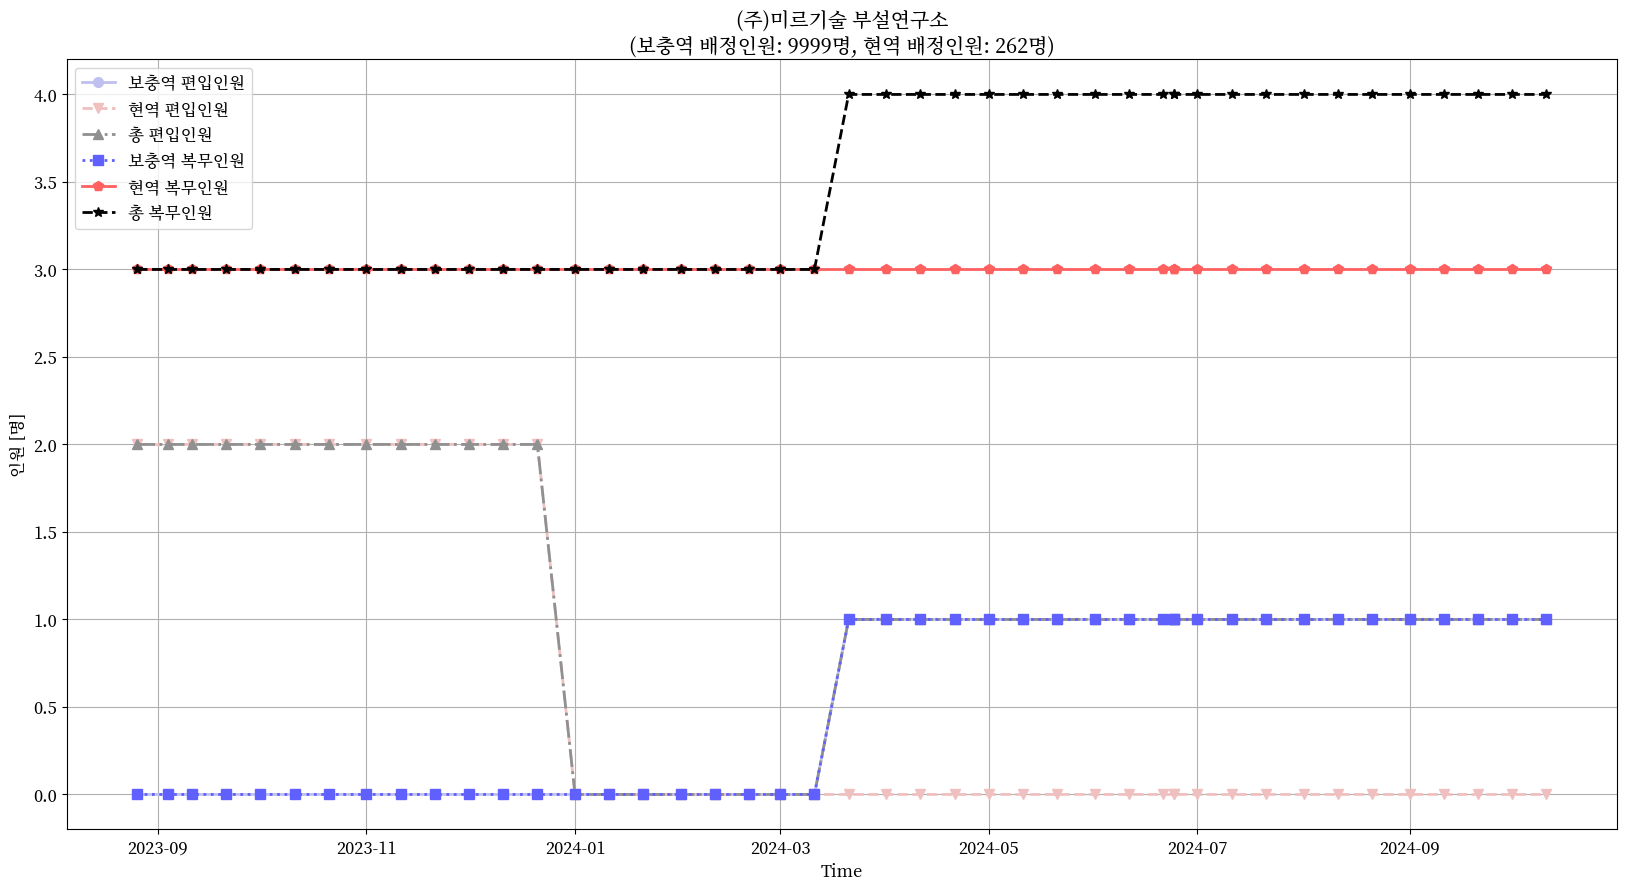 (주)미르기술 부설연구소
(보충역 배정인원: 9999명, 현역 배정인원: 262명)
보충역 편입인원
현역 편입인원
총 편입인원
보충역 복무인원
현역 복무인원
총 복무인원
4.0
3.5
3.0
2.5
2.0
1.5
1.0
0.5
0.0
인원 [명]
2023-09 2023-11 2024-01 2024-03 2024-05 2024-07 2024-09
Time